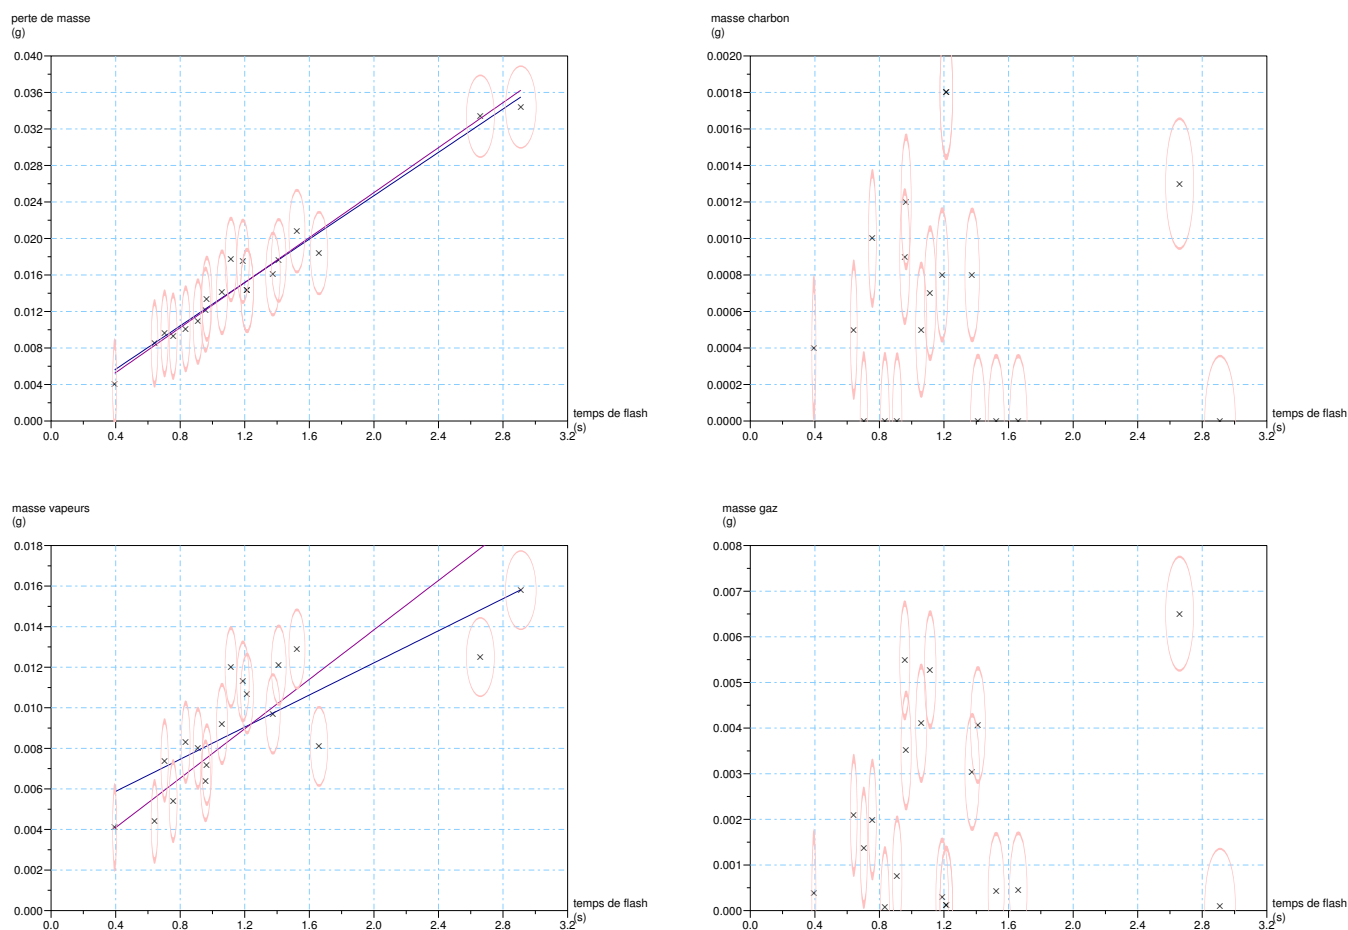 perte de masse
(g)
0.040
0.036
0.032
0.028
0.024
0.020
0.016
0.012
0.008
0.004
0.000
0.0 0.4 0.8 1.2 1.6 2.0 2.4 2.8 3.2
temps de flash
(s)
masse charbon
(g)
0.0020
0.0018
0.0016
0.0014
0.0012
0.0010
0.0008
0.0006
0.0004
0.0002
0.0000
0.0 0.4 0.8 1.2 1.6 2.0 2.4 2.8 3.2
temps de flash
(s)
masse vapeurs
(g)
0.018
0.016
0.014
0.012
0.010
0.008
0.006
0.004
0.002
0.000
0.0 0.4 0.8 1.2 1.6 2.0 2.4 2.8 3.2
temps de flash
(s)
masse gaz
(g)
0.008
0.007
0.006
0.005
0.004
0.003
0.002
0.001
0.000
0.0 0.4 0.8 1.2 1.6 2.0 2.4 2.8 3.2
temps de flash
(s)